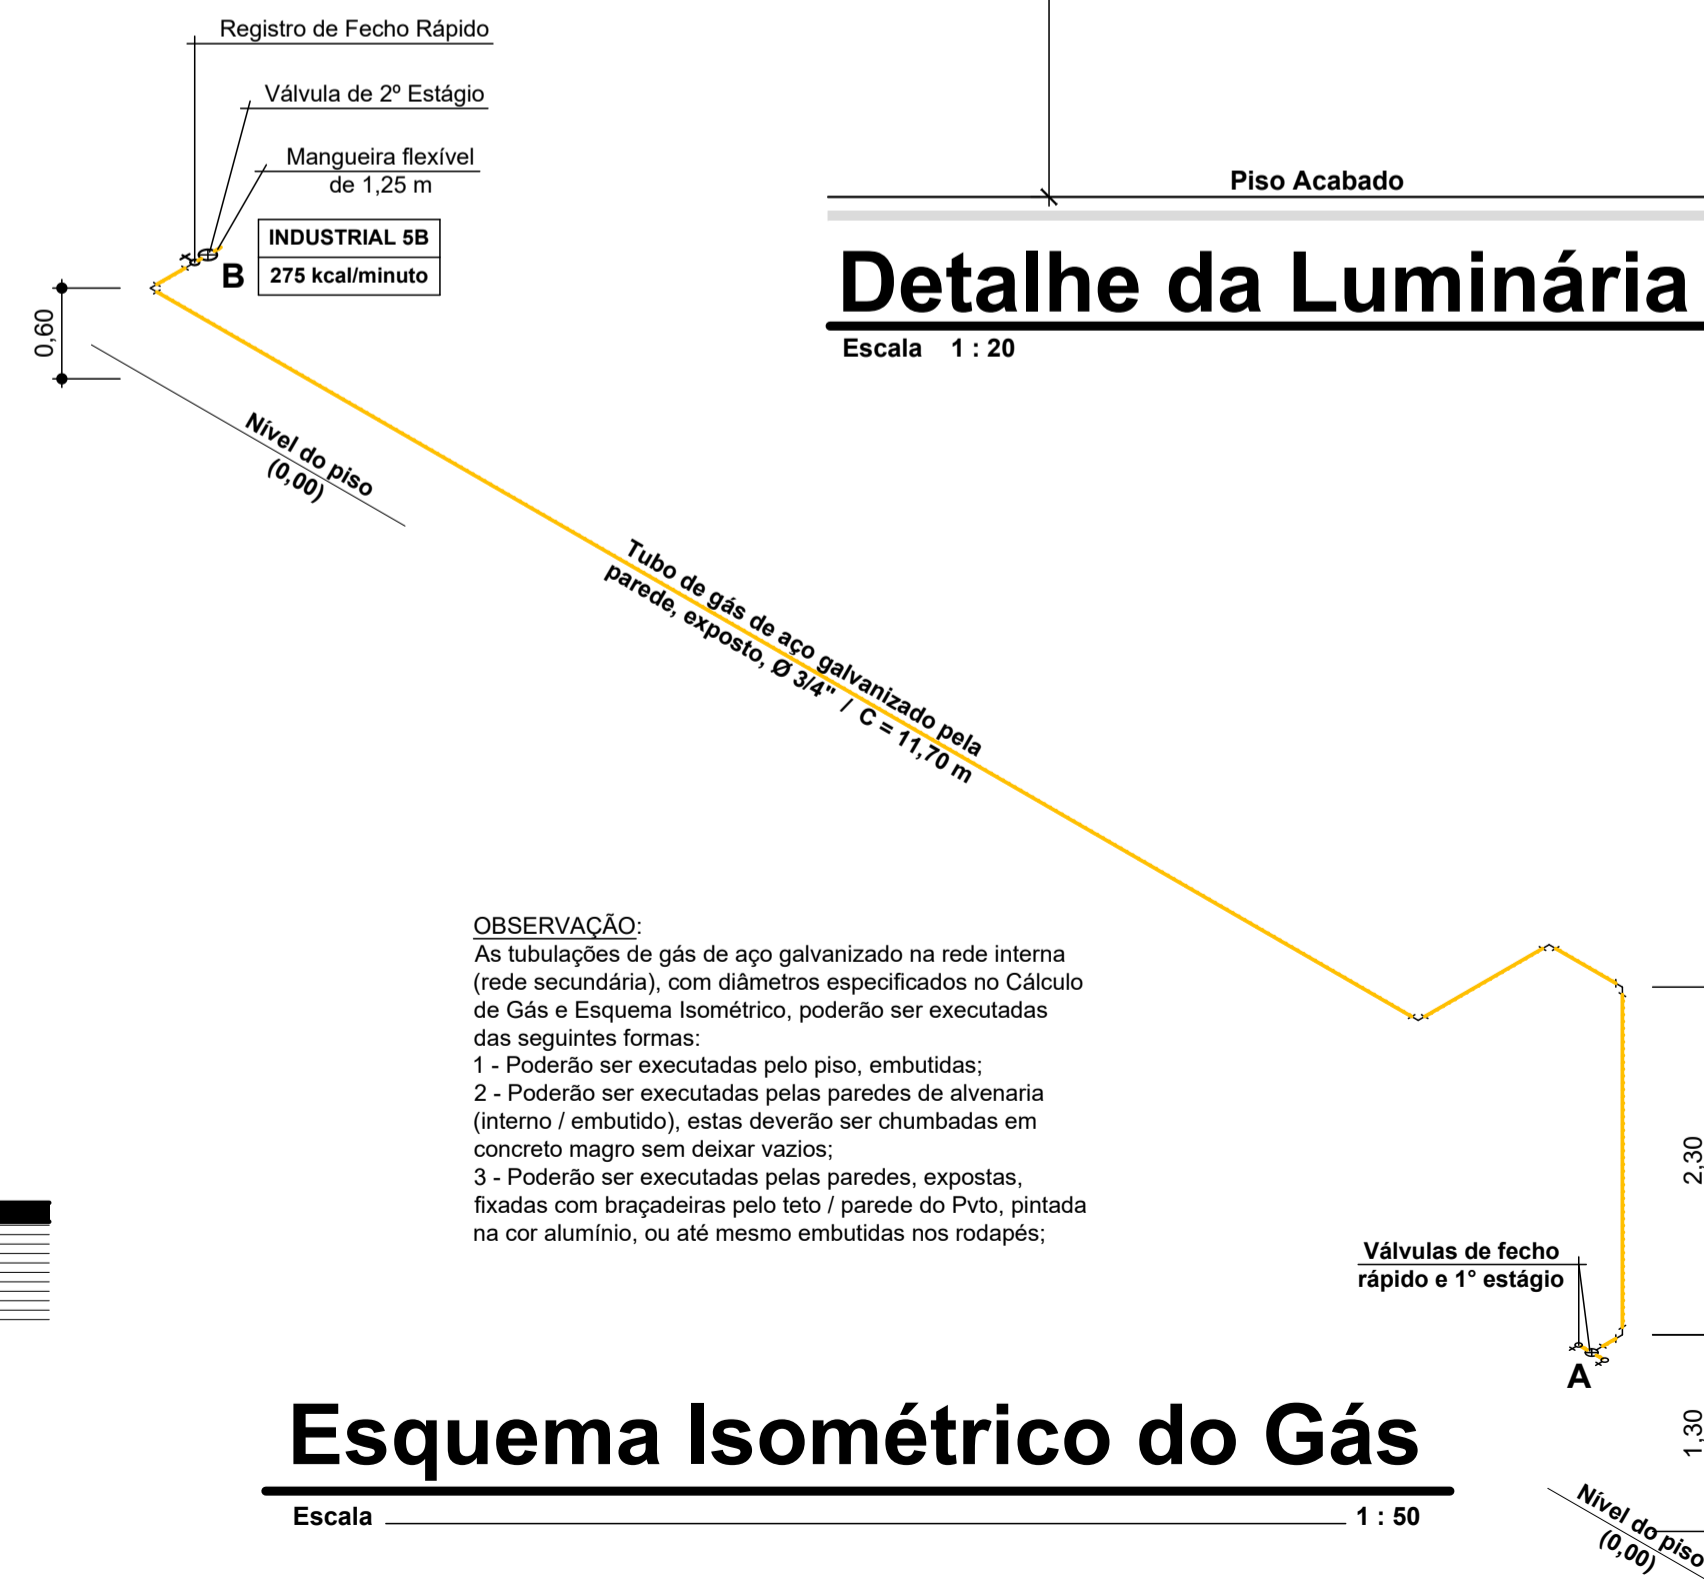 Registro de Fecho Rápido
Válvula de 2º Estágio
Mangueira flexível
de 1,25 m
INDUSTRIAL 5B
275 kcal/minuto
B
0,60
Nível do piso
(0,00)
Piso Acabado
Detalhe da Luminária
Escala 1 : 20
Tubo de gás de aço galvanizado pela
parede, exposto, Ø 3/4" / C = 11,70 m
OBSERVAÇÃO:
As tubulações de gás de aço galvanizado na rede interna
(rede secundária), com diâmetros especificados no Cálculo
de Gás e Esquema Isométrico, poderão ser executadas
das seguintes formas:
1 - Poderão ser executadas pelo piso, embutidas;
2 - Poderão ser executadas pelas paredes de alvenaria
(interno / embutido), estas deverão ser chumbadas em
concreto magro sem deixar vazios;
3 - Poderão ser executadas pelas paredes, expostas,
fixadas com braçadeiras pelo teto / parede do Pvto, pintada
na cor alumínio, ou até mesmo embutidas nos rodapés;
2,30
Válvulas de fecho
rápido e 1° estágio
A
1,30
Nível do piso
(0,00)
Esquema Isométrico do Gás
Escala 1 : 50